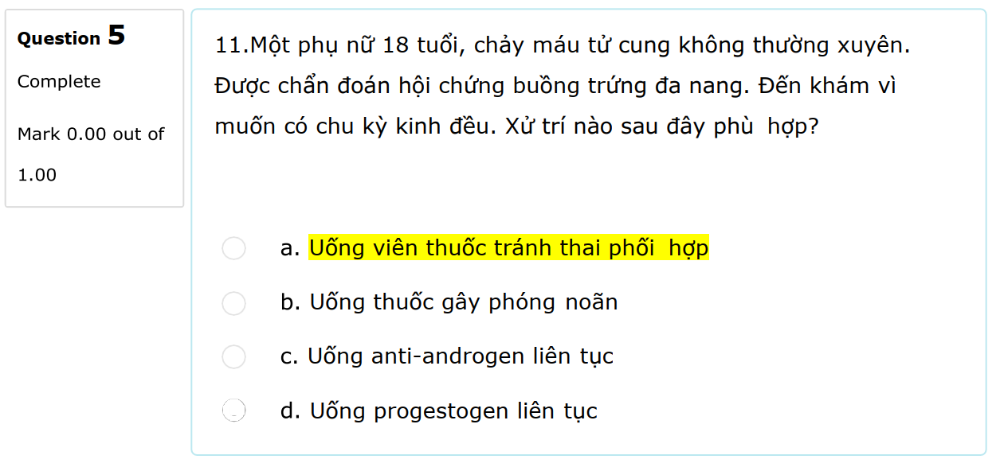 Question 5
Complete
Mark 0.00 out of
1.00
11.Một phụ nữ 18 tuổi, chảy máu tử cung không thường xuyên.
Được chẩn đoán hội chứng buồng trứng đa nang. Đến khám vì
muốn có chu kỳ kinh đều. Xử trí nào sau đây phù hợp?
a. Uống viên thuốc tránh thai phối hợp
b. Uống thuốc gây phóng noãn
c. Uống anti-androgen liên tục
d. Uống progestogen liên tục